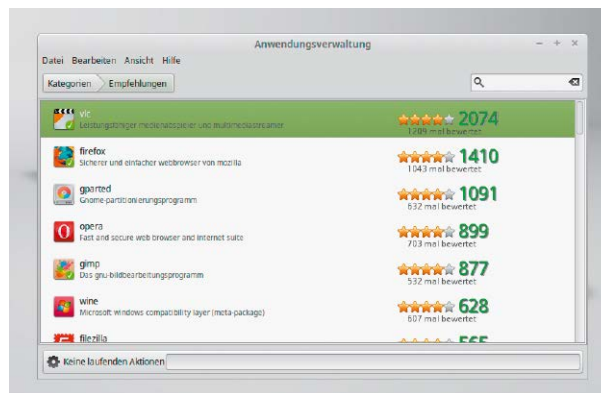 Anwendungsverwaltung
Datei Bearbeiten Ansicht Hilfe
Kategorien Empfehlungen
vlc
Leistungsfähiger medienabspieler und multimediastreamer
2074
1209 mal bewertet
firefox
Sicherer und einfacher webbrowser von mozilla
1410
1043 mal bewertet
gparted
Gnome-partitionierungsprogramm
1091
632 mal bewertet
opera
Fast and secure web browser and internet suite
899
703 mal bewertet
gimp
Das gnu-bildbearbeitungsprogramm
877
532 mal bewertet
wine
Microsoft windows compatibility layer (meta-package)
628
607 mal bewertet
filezilla
565
Keine laufenden Aktionen